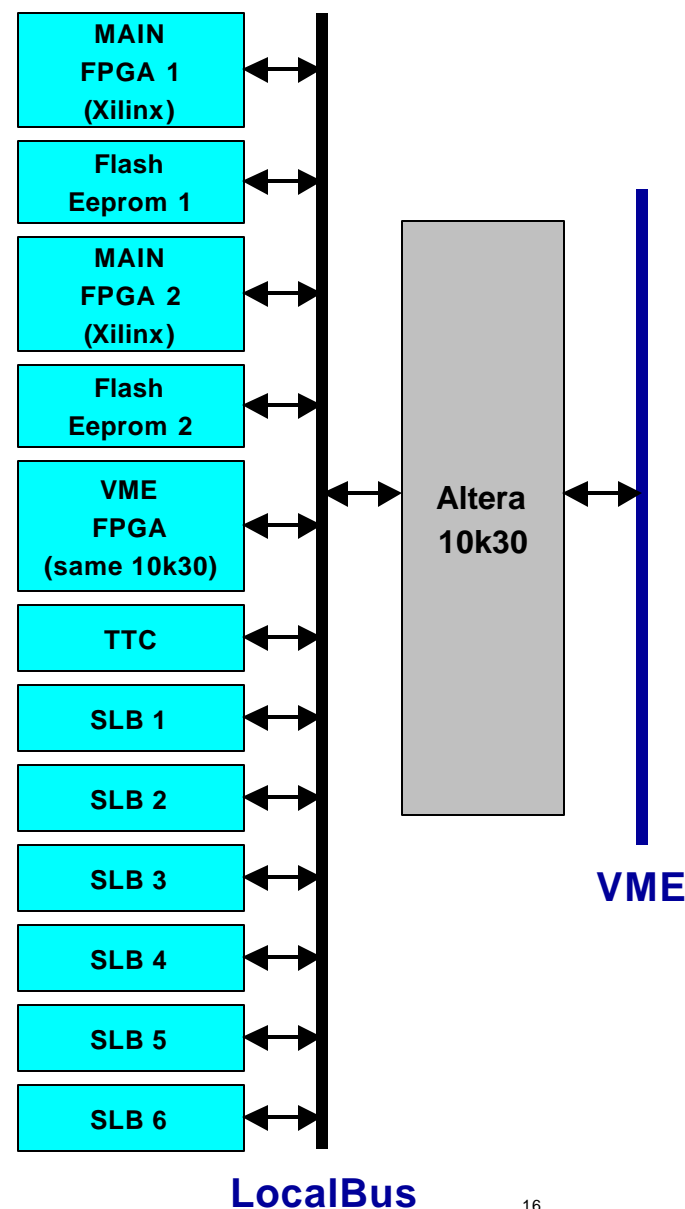 MAIN
FPGA 1
(Xilinx)
Flash
Eeprom 1
MAIN
FPGA 2
(Xilinx)
Flash
Eeprom 2
VME
FPGA
(same 10k30)
TTC
SLB 1
SLB 2
SLB 3
SLB 4
SLB 5
SLB 6
Altera
10k30
VME
LocalBus
16